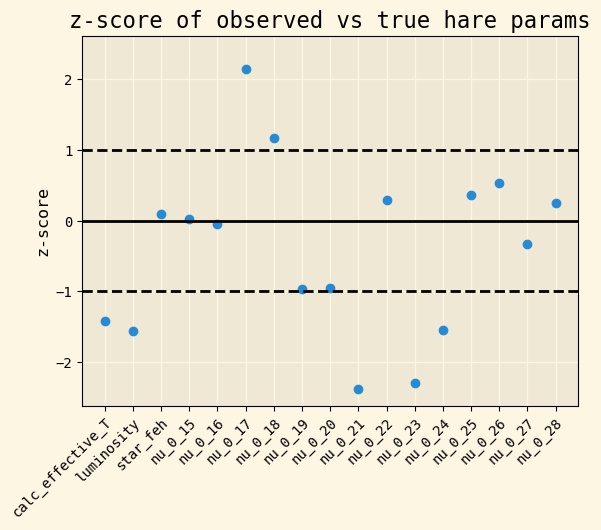 z-score of observed vs true hare params
z-score
2
1
0
−1
−2
calc_effective_T
luminosity
star_feh
nu_0_15
nu_0_16
nu_0_17
nu_0_18
nu_0_19
nu_0_20
nu_0_21
nu_0_22
nu_0_23
nu_0_24
nu_0_25
nu_0_26
nu_0_27
nu_0_28